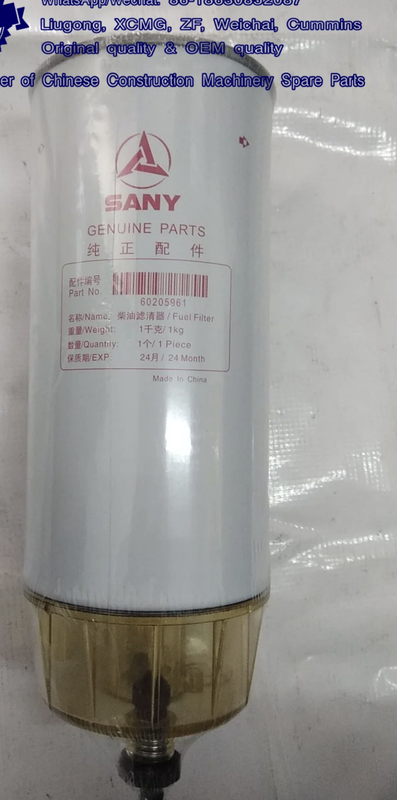 Liugong, XCMG, ZF, Weichai, Cummins
Original quality & OEM quality
of Chinese Construction Machinery Spare Parts
SANY
GENUINE PARTS
纯正配件
配件编号
Part No.
60205961
名称/Name: 柴油滤清器/Fuel Filter
重量/Weight: 1千克/1kg
数量/Quantity: 1个/1 Piece
保质期/EXP: 24月/24 Month
Made In China